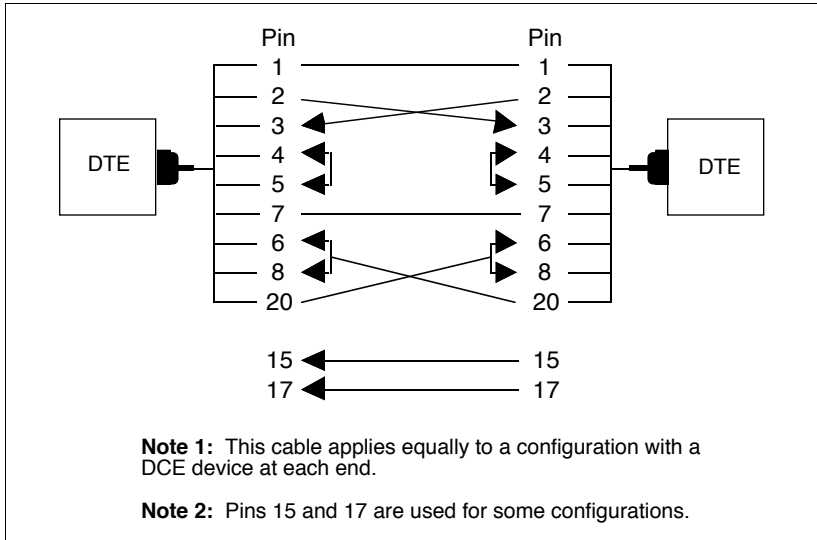 Pin Pin
1 1
2 2
3 3
DTE 4 4 DTE
5 5
7 7
6 6
8 8
20 20
15 15
17 17
Note 1: This cable applies equally to a configuration with a
DCE device at each end.
Note 2: Pins 15 and 17 are used for some configurations.